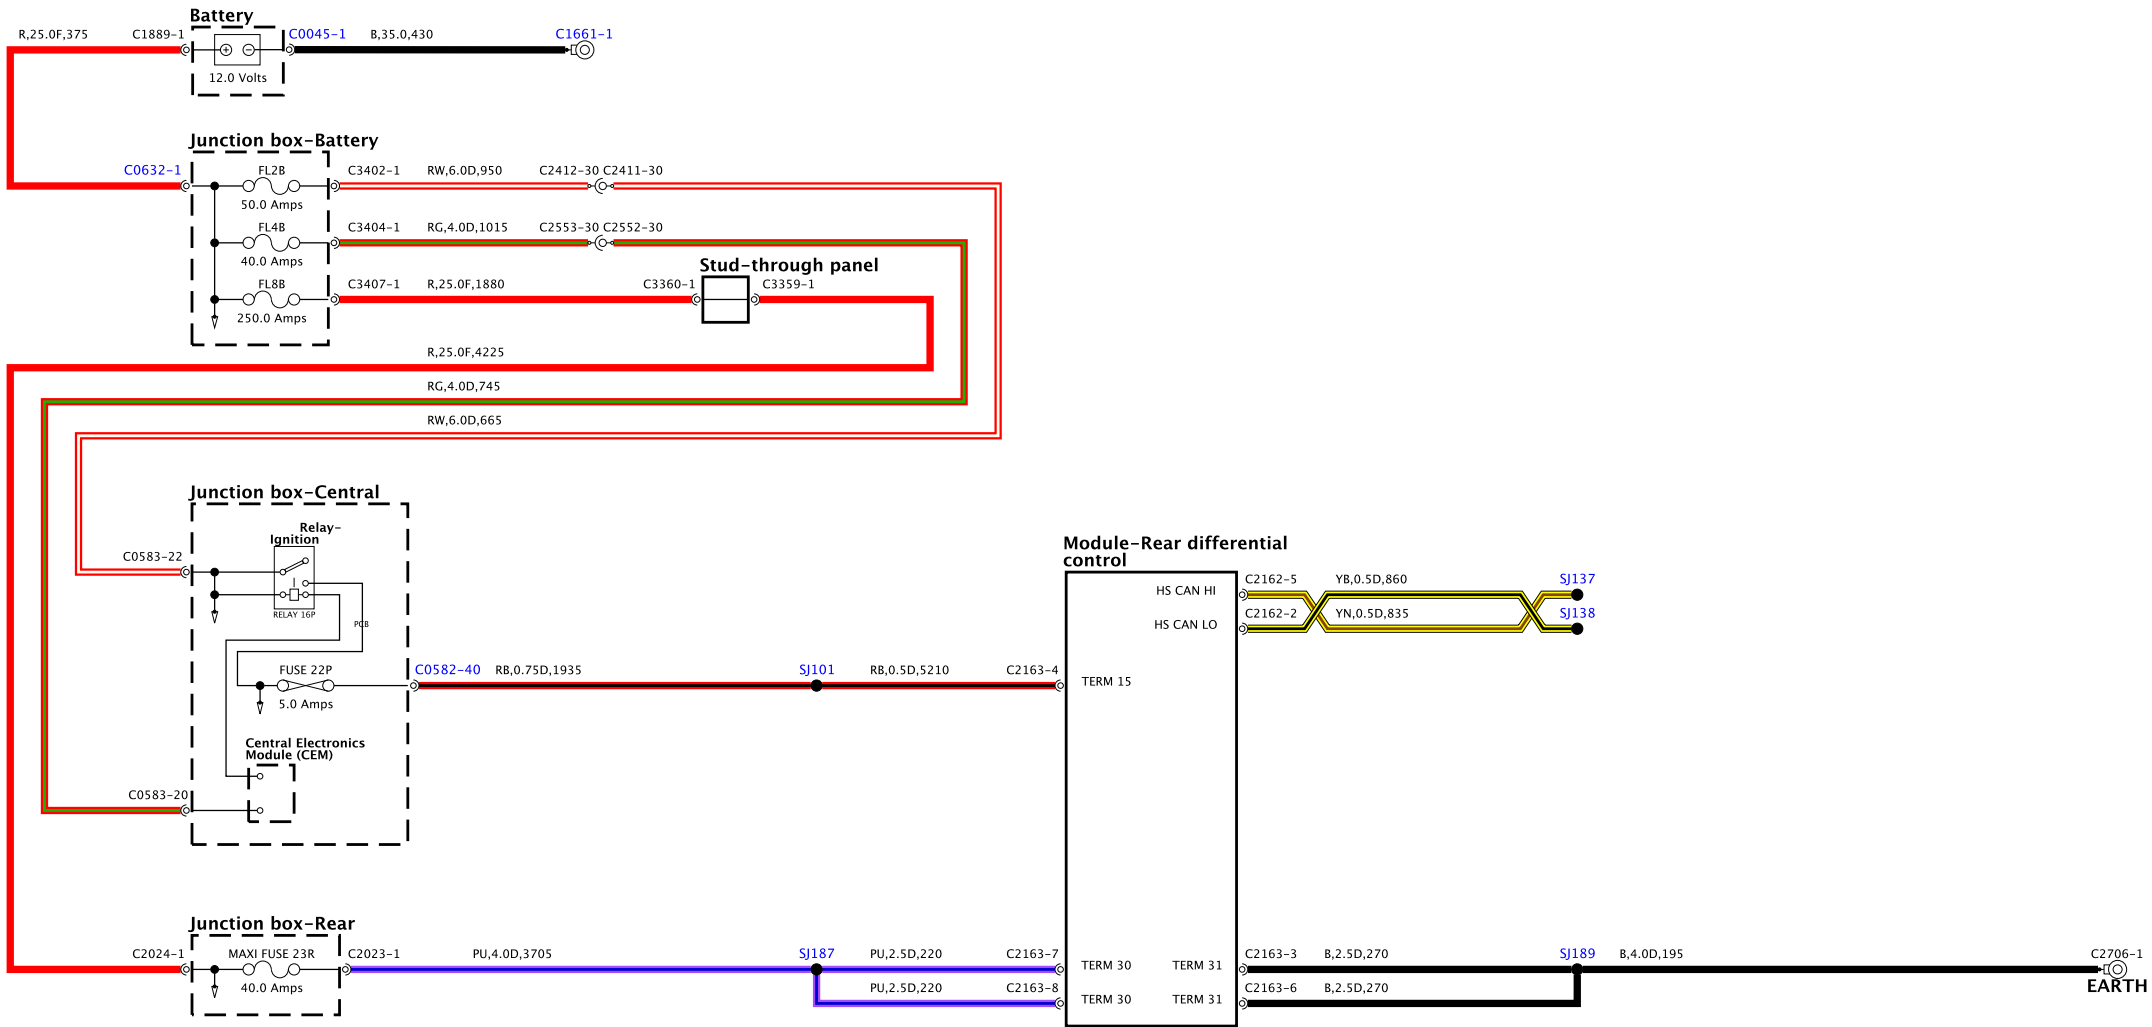 Battery
R,25.0F,375
C1889-1
C0045-1
B,35.0,430
C1661-1
12.0 Volts
Junction box-Battery
C0632-1
FL2B
C3402-1
RW,6.0D,950
C2412-30 C2411-30
50.0 Amps
FL4B
C3404-1
RG,4.0D,1015
C2553-30 C2552-30
40.0 Amps
Stud-through panel
FL8B
C3407-1
R,25.0F,1880
C3360-1
C3359-1
250.0 Amps
R,25.0F,4225
RG,4.0D,745
RW,6.0D,665
Junction box-Central
Relay-
Ignition
C0583-22
RELAY 16P
PCB
FUSE 22P
C0582-40
RB,0.75D,1935
SJ101
RB,0.5D,5210
C2163-4
5.0 Amps
Central Electronics
Module (CEM)
C0583-20
Module-Rear differential
control
HS CAN HI
C2162-5
YB,0.5D,860
SJ137
HS CAN LO
C2162-2
YN,0.5D,835
SJ138
TERM 15
Junction box-Rear
C2024-1
MAXI FUSE 23R
C2023-1
PU,4.0D,3705
SJ187
PU,2.5D,220
C2163-7
40.0 Amps
TERM 30
TERM 31
C2163-3
B,2.5D,270
SJ189
B,4.0D,195
C2706-1
EARTH
PU,2.5D,220
C2163-8
TERM 30
TERM 31
C2163-6
B,2.5D,270